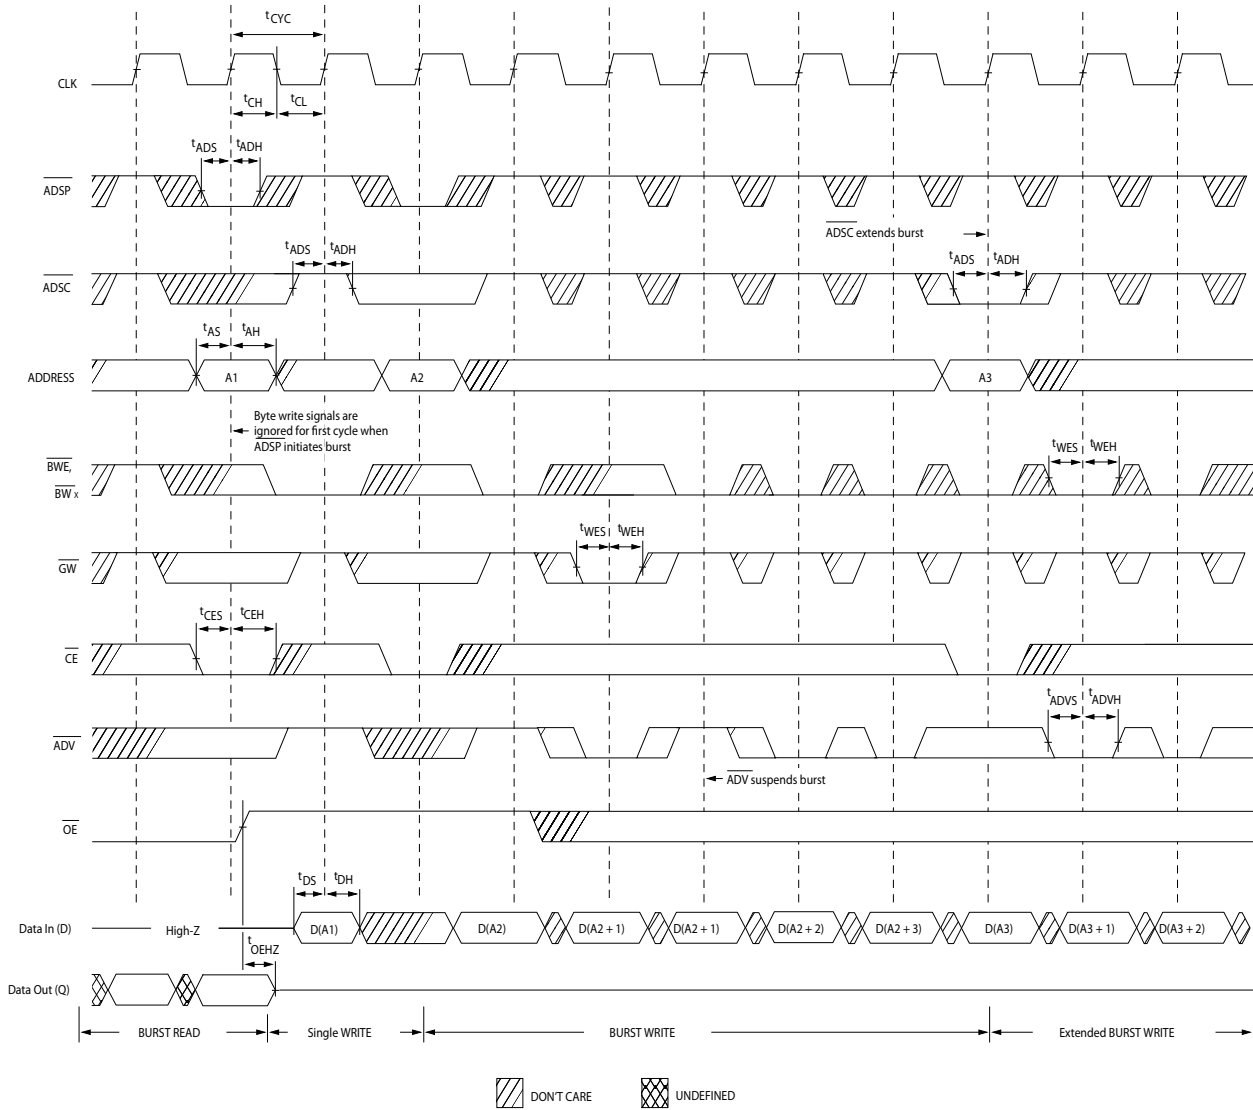 tCYC
CLK
tCH
tCL
tADS
tADH
ADSP
ADSC extends burst
tADS
tADH
tADS
tADH
ADSC
tAS
tAH
ADDRESS
A1
A2
A3
Byte write signals are
ignored for first cycle when
ADSP initiates burst
BWE,
BW X
tWES
tWEH
tWES
tWEH
GW
tCES
tCEH
CE
tADVS
tADVH
ADV
ADV suspends burst
OE
tDS
tDH
Data In (D)
High-Z
D(A1)
D(A2)
D(A2 + 1)
D(A2 + 1)
D(A2 + 2)
D(A2 + 3)
D(A3)
D(A3 + 1)
D(A3 + 2)
tOEHZ
Data Out (Q)
BURST READ
Single WRITE
BURST WRITE
Extended BURST WRITE
DON'T CARE
UNDEFINED